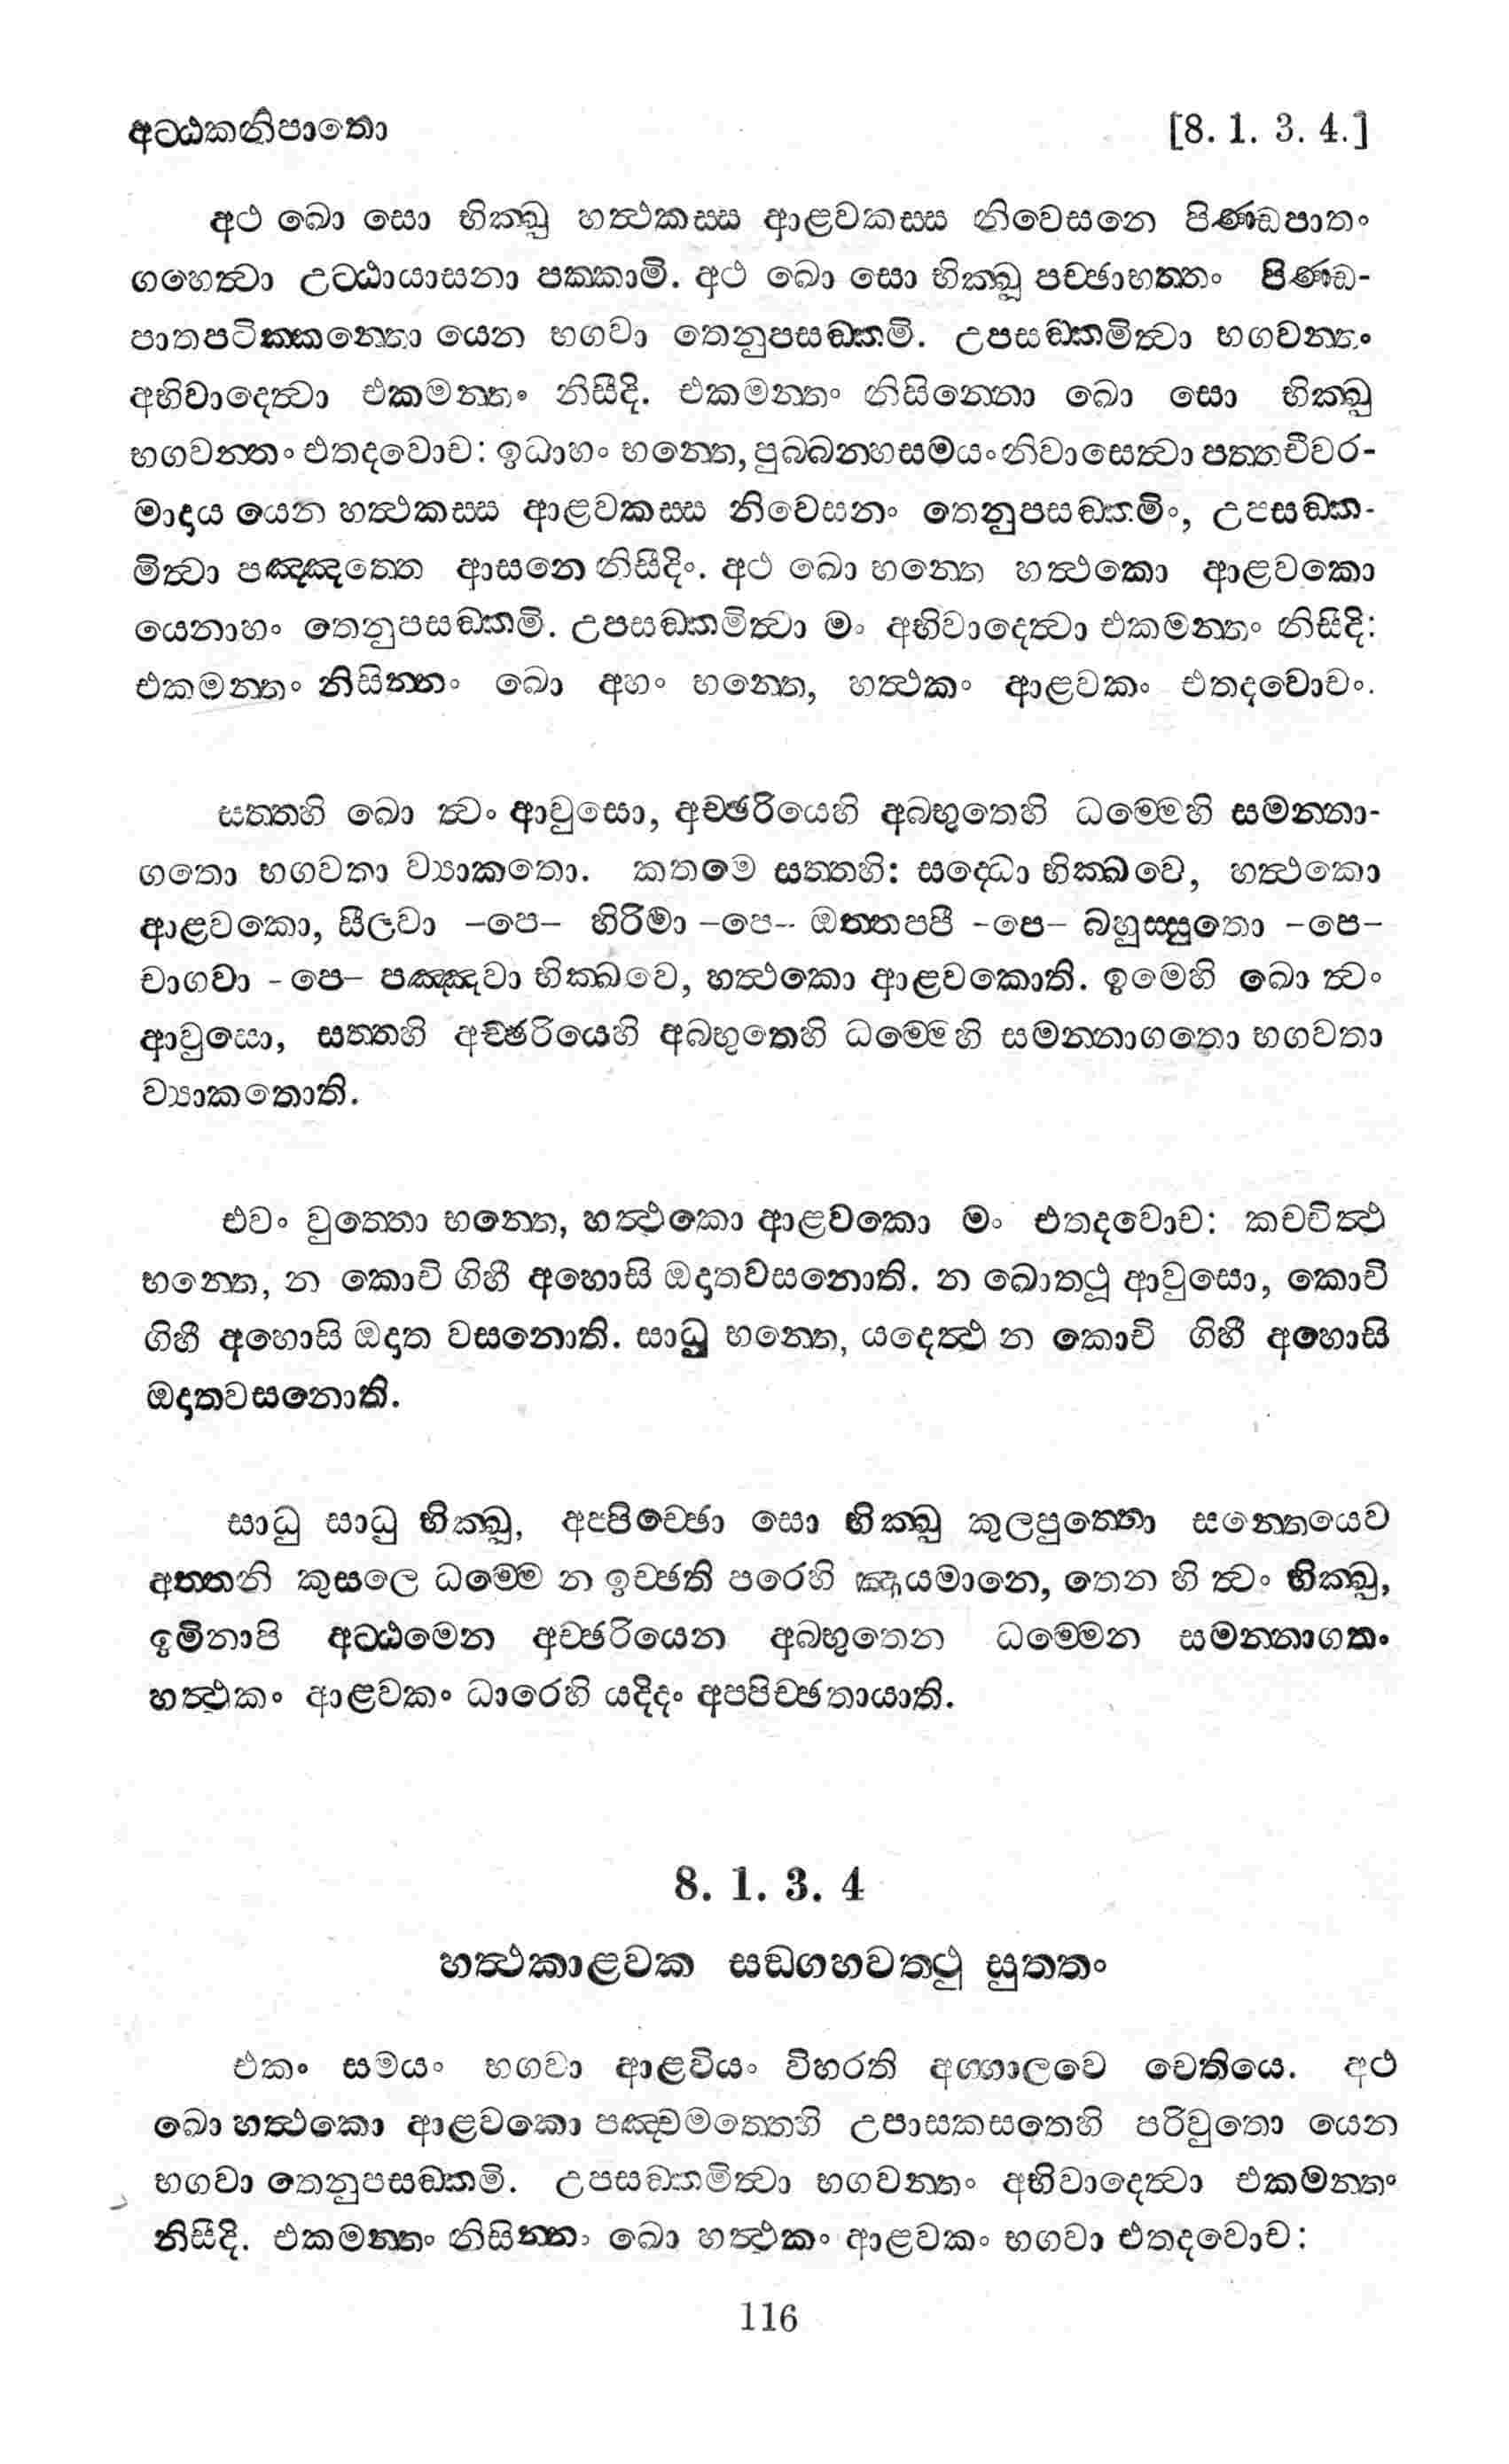 අට්ඨකනිපාතො [8. 1. 3. 4.]
අථ ඛො සො භික්ඛු හත්ථකස්ස ආළවකස්ස නිවෙසනෙ පිණ්ඩපාතං
ගහෙත්වා උට්ඨායාසනා පක්කාමි. අථ ඛො සො භික්ඛු පච්ඡාභත්තං පිණ්ඩ-
පාතපටික්කන්තො යෙන භගවා තෙනුපසඞ්කමි. උපසඞ්කමිත්වා භගවන්තං
අභිවාදෙත්වා එකමන්තං නිසීදි. එකමන්තං නිසින්නො ඛො සො භික්ඛු
භගවන්තං එතදවොච: ඉධාහං භන්තෙ, පුබ්බන්හසමයං නිවාසෙත්වා පත්තචීවර-
මාදාය යෙන හත්ථකස්ස ආළවකස්ස නිවෙසනං තෙනුපසඞ්කමිං, උපසඞ්ක-
මිත්වා පඤ්ඤත්තෙ ආසනෙ නිසීදිං. අථ ඛො භන්තෙ හත්ථකො ආළවකො
යෙනාහං තෙනුපසඞ්කමි. උපසඞ්කමිත්වා මං අභිවාදෙත්වා එකමන්තං නිසීදි:
එකමන්තං නිසින්නං ඛො අහං භන්තෙ, හත්ථකං ආළවකං එතදවොචං.
සත්තහි ඛො ත්වං ආවුසො, අච්ඡරියෙහි අබ්භුතෙහි ධම්මෙහි සමන්නා-
ගතො භගවතා ව්‍යාකතො. කතමෙ සත්තහි: සද්ධො භික්ඛවෙ, හත්ථකො
ආළවකො, සීලවා –පෙ– හිරිමා –පෙ– ඔත්තප්පී –පෙ– බහුස්සුතො –පෙ–
චාගවා –පෙ– පඤ්ඤවා භික්ඛවෙ, හත්ථකො ආළවකොති. ඉමෙහි ඛො ත්වං
ආවුසො, සත්තහි අච්ඡරියෙහි අබ්භුතෙහි ධම්මෙහි සමන්නාගතො භගවතා
ව්‍යාකතොති.
එවං වුත්තො භන්තෙ, හත්ථකො ආළවකො මං එතදවොච: කච්චිත්ථ
භන්තෙ, න කොචි ගිහී අහොසි ඔදාතවසනොති. න ඛොතථු ආවුසො, කොචි
ගිහී අහොසි ඔදාත වසනොති. සාධු භන්තෙ, යදෙත්ථ න කොචි ගිහී අහොසි
ඔදාතවසනොති.
සාධු සාධු භික්ඛු, අප්පිච්ඡො සො භික්ඛු කුලපුත්තො සන්තෙයෙව
අත්තනි කුසලෙ ධම්මෙ න ඉච්ඡති පරෙහි ඤායමානෙ, තෙන හි ත්වං භික්ඛු,
ඉමිනාපි අට්ඨමෙන අච්ඡරියෙන අබ්භුතෙන ධම්මෙන සමන්නාගතං
හත්ථකං ආළවකං ධාරෙහි යදිදං අප්පිච්ඡතායාති.
8. 1. 3. 4
හත්ථකාළවක සඞ්ගහවත්ථු සුත්තං
එකං සමයං භගවා ආළවියං විහරති අග්ගාලවෙ චෙතියෙ. අථ
ඛො හත්ථකො ආළවකො පඤ්චමත්තෙහි උපාසකසතෙහි පරිවුතො යෙන
භගවා තෙනුපසඞ්කමි. උපසඞ්කමිත්වා භගවන්තං අභිවාදෙත්වා එකමන්තං
නිසීදි. එකමන්තං නිසින්නං ඛො හත්ථකං ආළවකං භගවා එතදවොච:
116